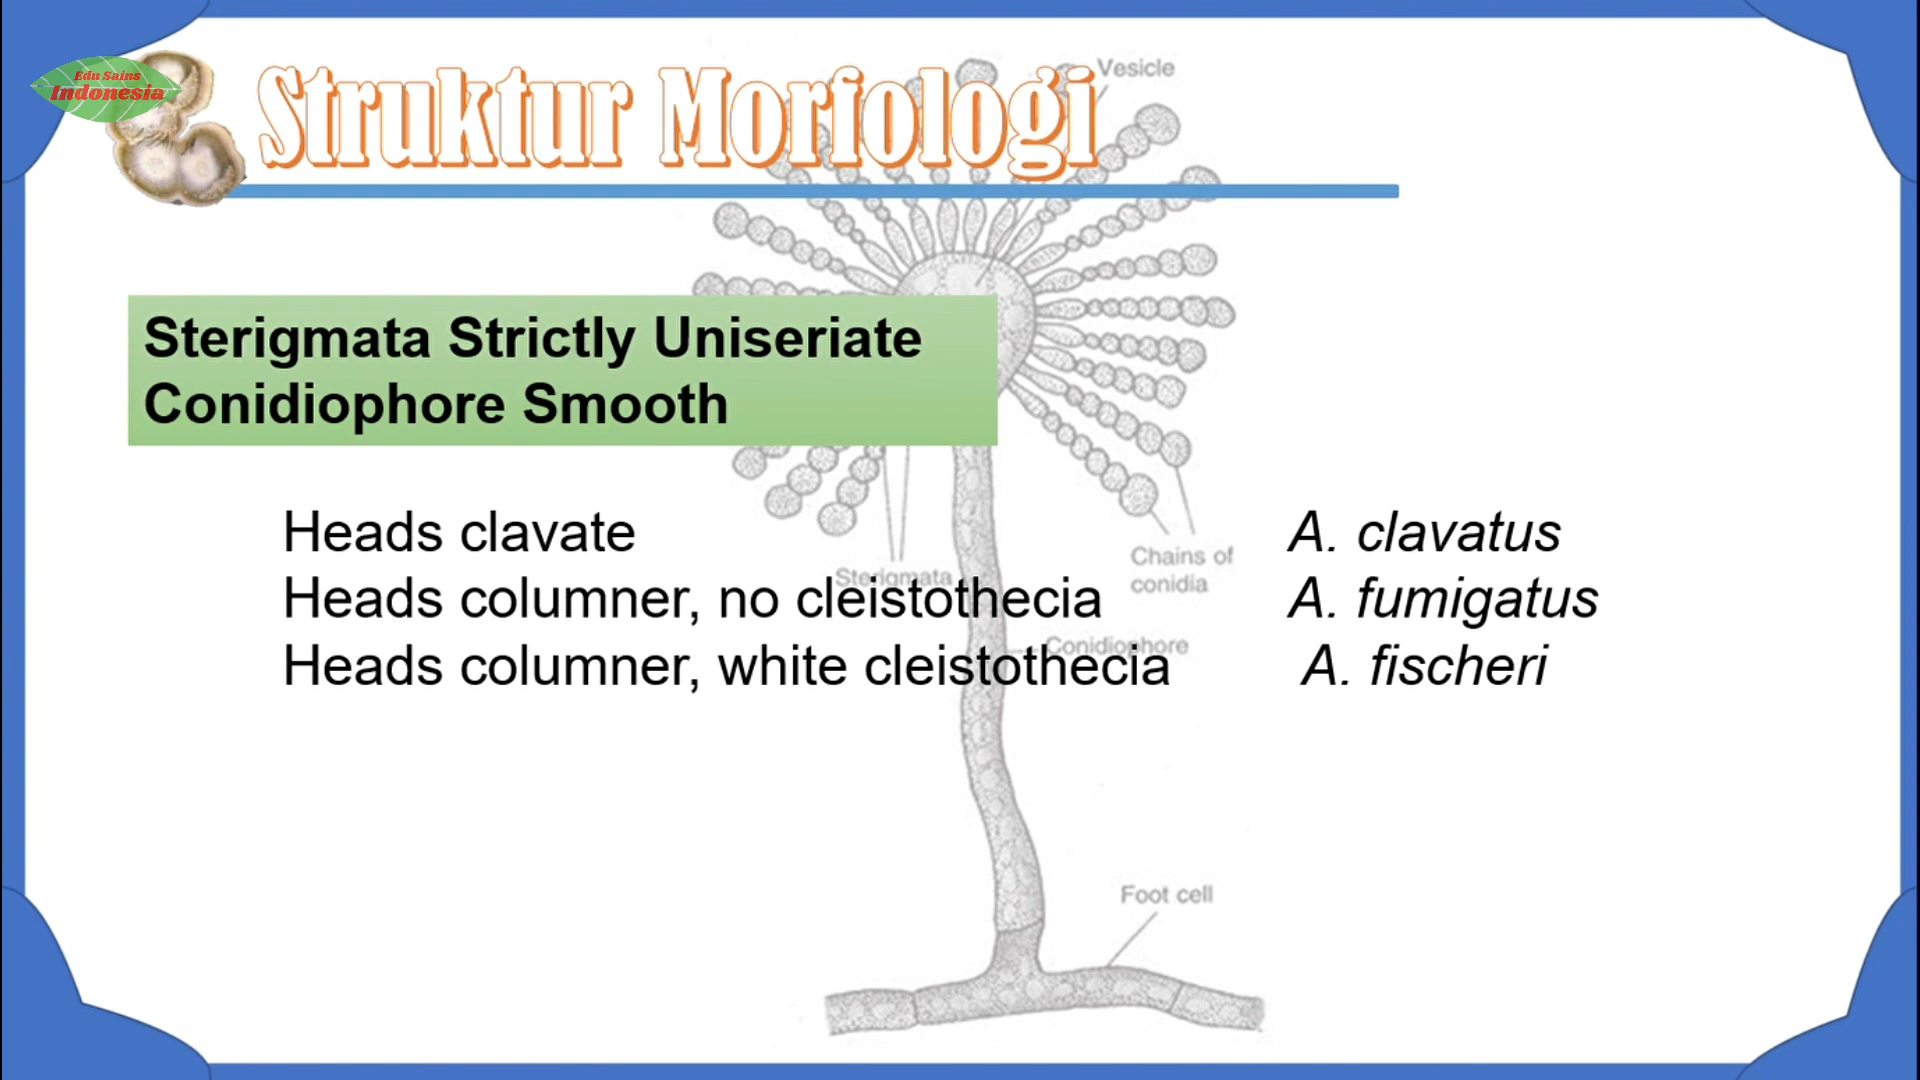 Edu Sains
Indonesia
Struktur Morfologi
Vesicle
Sterigmata Strictly Uniseriate
Conidiophore Smooth
Heads clavate A. clavatus
Chains of
conidia
Sterigmata
Heads columner, no cleistothecia A. fumigatus
Conidiophore
Heads columner, white cleistothecia A. fischeri
Foot cell